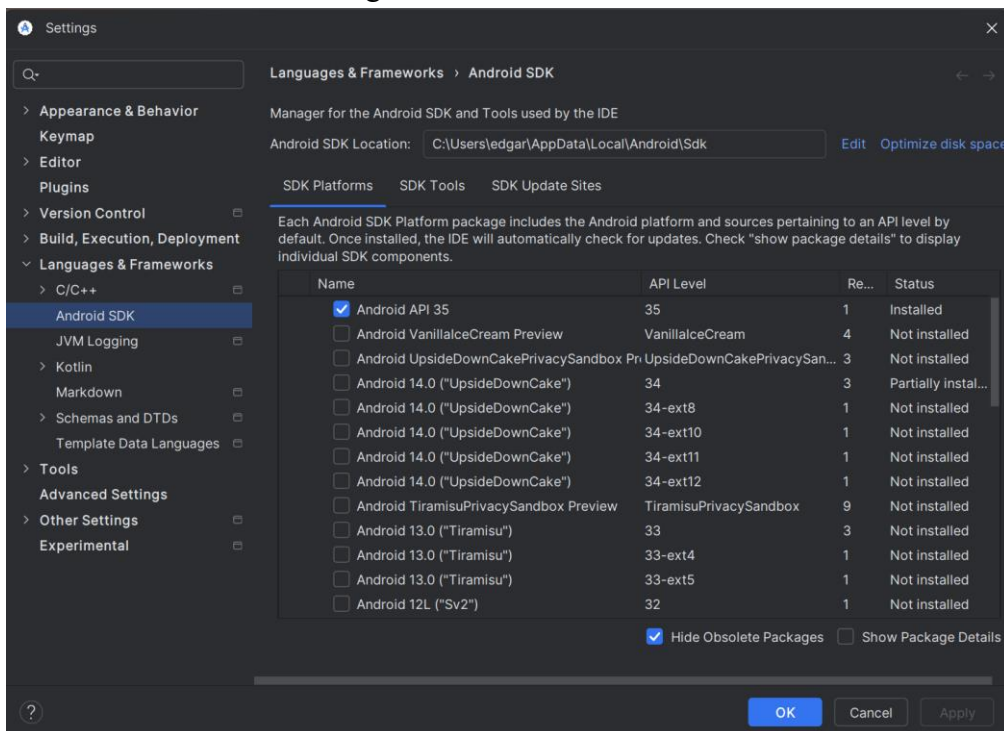 Settings
Languages & Frameworks › Android SDK
Appearance & Behavior
Keymap
Editor
Plugins
Version Control
Build, Execution, Deployment
Languages & Frameworks
C/C++
Android SDK
JVM Logging
Kotlin
Markdown
Schemas and DTDs
Template Data Languages
Tools
Advanced Settings
Other Settings
Experimental
Manager for the Android SDK and Tools used by the IDE
Android SDK Location: C:\Users\edgar\AppData\Local\Android\Sdk Edit Optimize disk space
SDK Platforms SDK Tools SDK Update Sites
Each Android SDK Platform package includes the Android platform and sources pertaining to an API level by
default. Once installed, the IDE will automatically check for updates. Check "show package details" to display
individual SDK components.
Name API Level Re... Status
Android API 35 35 1 Installed
Android VanillaIceCream Preview VanillaIceCream 4 Not installed
Android UpsideDownCakePrivacySandbox Pr UpsideDownCakePrivacySan... 3 Not installed
Android 14.0 ("UpsideDownCake") 34 3 Partially instal...
Android 14.0 ("UpsideDownCake") 34-ext8 1 Not installed
Android 14.0 ("UpsideDownCake") 34-ext10 1 Not installed
Android 14.0 ("UpsideDownCake") 34-ext11 1 Not installed
Android 14.0 ("UpsideDownCake") 34-ext12 1 Not installed
Android TiramisuPrivacySandbox Preview TiramisuPrivacySandbox 9 Not installed
Android 13.0 ("Tiramisu") 33 3 Not installed
Android 13.0 ("Tiramisu") 33-ext4 1 Not installed
Android 13.0 ("Tiramisu") 33-ext5 1 Not installed
Android 12L ("Sv2") 32 1 Not installed
Hide Obsolete Packages Show Package Details
? OK Cancel Apply